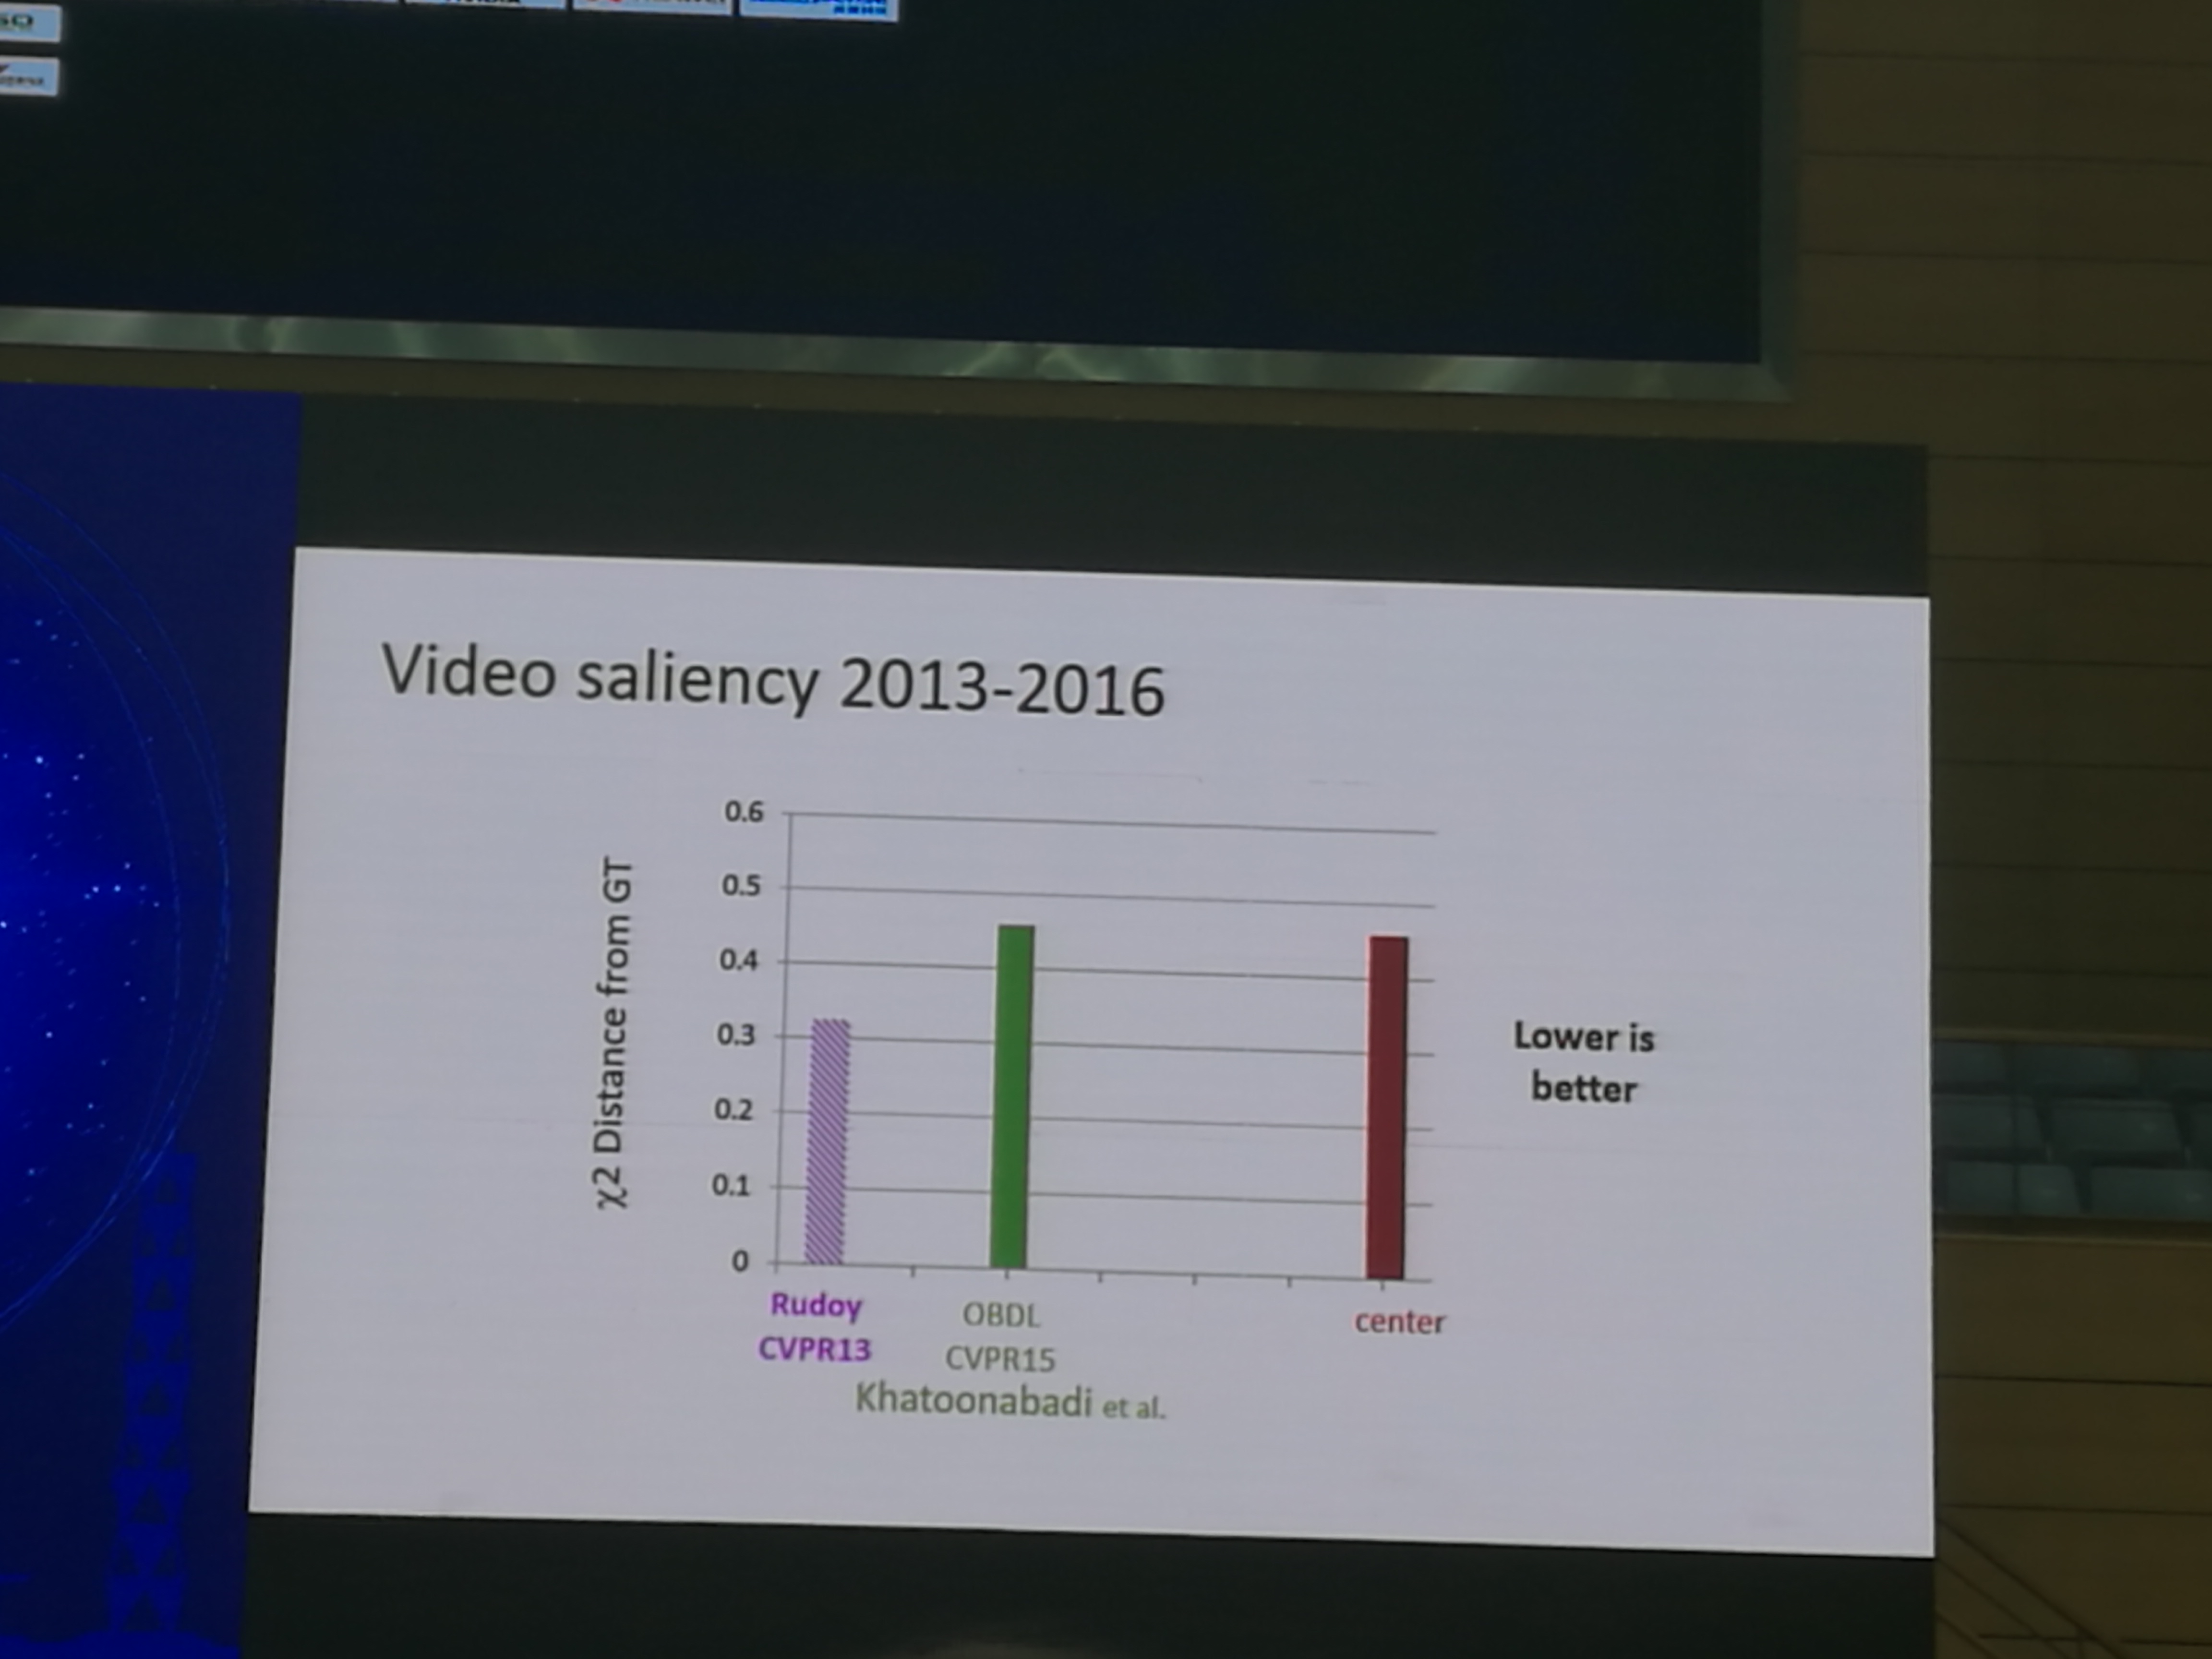 Video saliency 2013-2016
0.6
0.5
0.4
0.3
0.2
0.1
0
χ2 Distance from GT
Lower is
better
Rudoy
CVPR13
OBDL
CVPR15
Khatoonabadi et al.
center